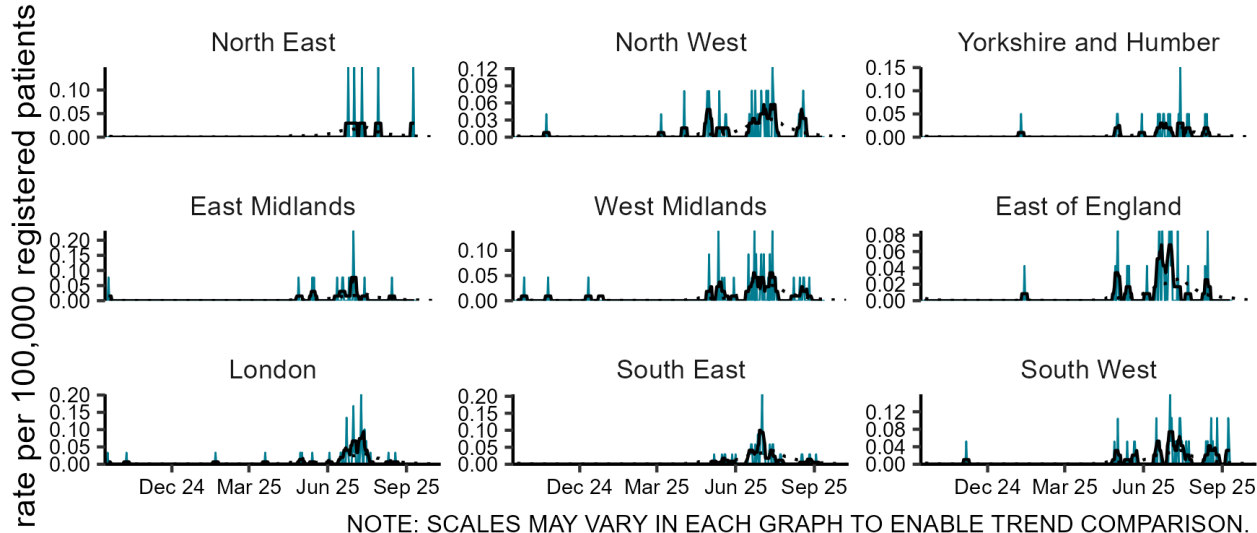 rate per 100,000 registered patients
North East
0.10
0.05
0.00
North West
0.12
0.09
0.06
0.03
0.00
Yorkshire and Humber
0.15
0.10
0.05
0.00
East Midlands
0.20
0.15
0.10
0.05
0.00
West Midlands
0.10
0.05
0.00
East of England
0.08
0.06
0.04
0.02
0.00
London
0.20
0.15
0.10
0.05
0.00
Dec 24 Mar 25 Jun 25 Sep 25
South East
0.20
0.15
0.10
0.05
0.00
Dec 24 Mar 25 Jun 25 Sep 25
South West
0.12
0.08
0.04
0.00
Dec 24 Mar 25 Jun 25 Sep 25
NOTE: SCALES MAY VARY IN EACH GRAPH TO ENABLE TREND COMPARISON.